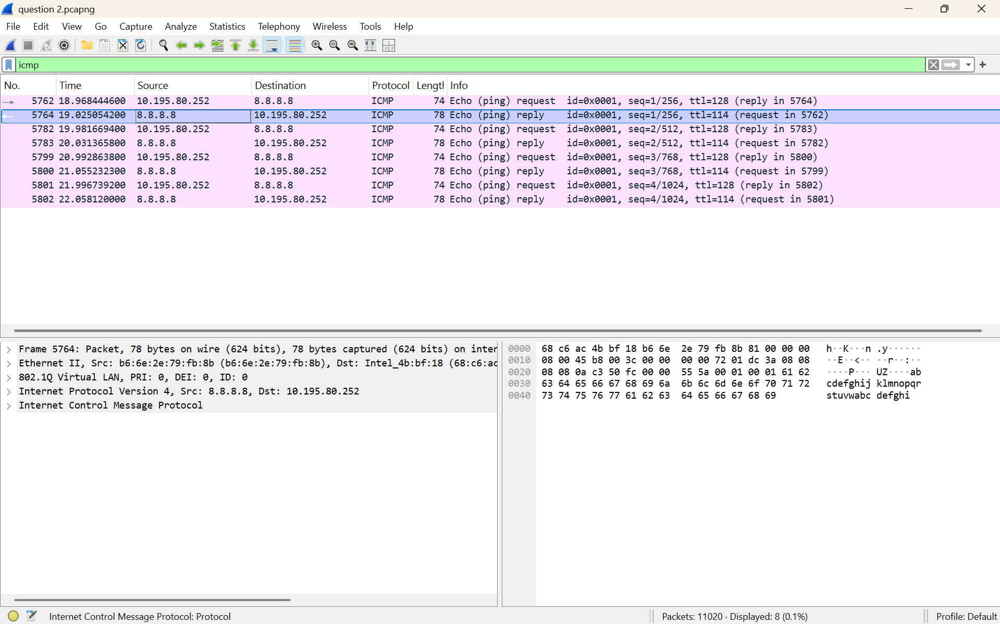 question 2.pcapng
File Edit View Go Capture Analyze Statistics Telephony Wireless Tools Help
icmp
No. Time Source Destination Protocol Lengtl Info
5762 18.968444600 10.195.80.252 8.8.8.8 ICMP 74 Echo (ping) request id=0x0001, seq=1/256, ttl=128 (reply in 5764)
5764 19.025054200 8.8.8.8 10.195.80.252 ICMP 78 Echo (ping) reply id=0x0001, seq=1/256, ttl=114 (request in 5762)
5782 19.981669400 10.195.80.252 8.8.8.8 ICMP 74 Echo (ping) request id=0x0001, seq=2/512, ttl=128 (reply in 5783)
5783 20.031365800 8.8.8.8 10.195.80.252 ICMP 78 Echo (ping) reply id=0x0001, seq=2/512, ttl=114 (request in 5782)
5799 20.992863800 10.195.80.252 8.8.8.8 ICMP 74 Echo (ping) request id=0x0001, seq=3/768, ttl=128 (reply in 5800)
5800 21.055232300 8.8.8.8 10.195.80.252 ICMP 78 Echo (ping) reply id=0x0001, seq=3/768, ttl=114 (request in 5799)
5801 21.996739200 10.195.80.252 8.8.8.8 ICMP 74 Echo (ping) request id=0x0001, seq=4/1024, ttl=128 (reply in 5802)
5802 22.058120000 8.8.8.8 10.195.80.252 ICMP 78 Echo (ping) reply id=0x0001, seq=4/1024, ttl=114 (request in 5801)
Frame 5764: Packet, 78 bytes on wire (624 bits), 78 bytes captured (624 bits) on inter
Ethernet II, Src: b6:6e:2e:79:fb:8b (b6:6e:2e:79:fb:8b), Dst: Intel_4b:bf:18 (68:c6:ac
802.1Q Virtual LAN, PRI: 0, DEI: 0, ID: 0
Internet Protocol Version 4, Src: 8.8.8.8, Dst: 10.195.80.252
Internet Control Message Protocol
0000 68 c6 ac 4b bf 18 b6 6e 2e 79 fb 8b 81 00 00 00 h··K···n .y······
0010 08 00 45 b8 00 3c 00 00 00 00 72 01 dc 3a 08 08 ··E··<·· ··r··:··
0020 08 08 0a c3 50 fc 00 00 55 5a 00 01 00 01 61 62 ····P··· UZ····ab
0030 63 64 65 66 67 68 69 6a 6b 6c 6d 6e 6f 70 71 72 cdefghij klmnopqr
0040 73 74 75 76 77 61 62 63 64 65 66 67 68 69 stuvwabc defghi
Internet Control Message Protocol: Protocol
Packets: 11020 · Displayed: 8 (0.1%)
Profile: Default